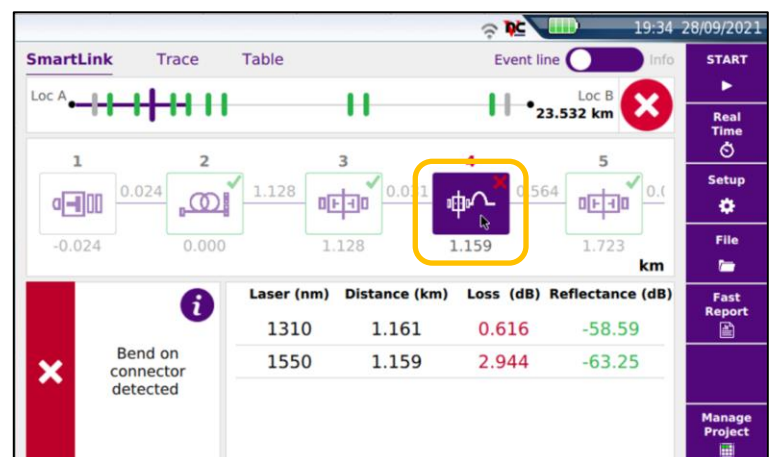 19:34 28/09/2021
SmartLink Trace Table Event line Info
START
Loc A
Loc B
23.532 km
Real
Time
1 2 3 4 5
0.024 1.128 0.564
-0.024 0.000 1.128 1.159 1.723
km
Setup
File
Laser (nm) Distance (km) Loss (dB) Reflectance (dB)
1310 1.161 0.616 -58.59
1550 1.159 2.944 -63.25
i
Bend on
connector
detected
Fast
Report
Manage
Project